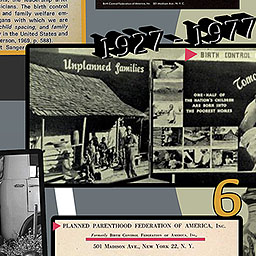 icians. The birth control
and family welfare em-
gans with which we are
child spacing, and family
in the United States and
erson, 1969, p. 588).
t Sanger
Birth Control Federation of America, Inc. 501 Madison Ave., N.Y.C.
1927-1977
BIRTH CONTROL
Unplanned Families
ONE-HALF OF
THE NATION'S CHILDREN
ARE BORN INTO
THE POOREST HOMES
6
PLANNED PARENTHOOD FEDERATION OF AMERICA, Inc.
Formerly BIRTH CONTROL FEDERATION OF AMERICA, INC.
501 MADISON AVE., NEW YORK 22, N. Y.